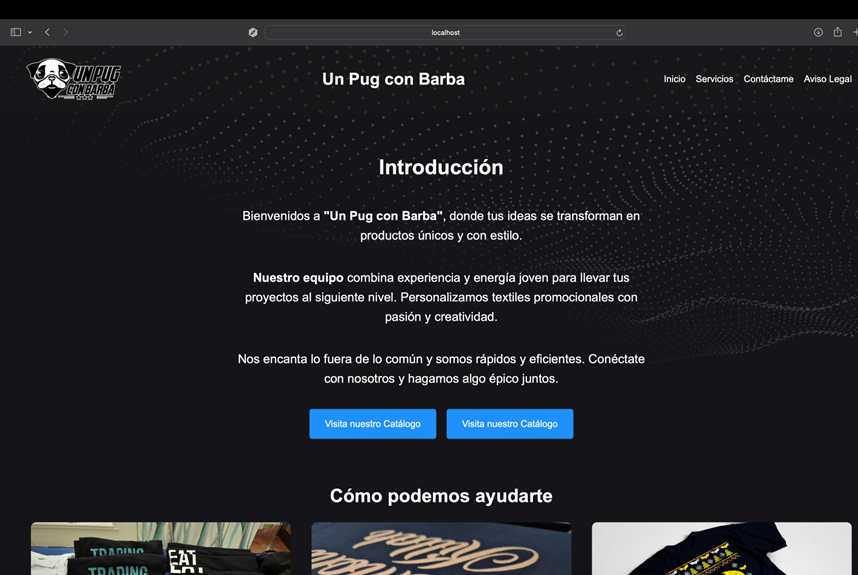 localhost
UN PUG
CON BARBA
Un Pug con Barba
Inicio Servicios Contáctame Aviso Legal
Introducción
Bienvenidos a "Un Pug con Barba", donde tus ideas se transforman en
productos únicos y con estilo.
Nuestro equipo combina experiencia y energía joven para llevar tus
proyectos al siguiente nivel. Personalizamos textiles promocionales con
pasión y creatividad.
Nos encanta lo fuera de lo común y somos rápidos y eficientes. Conéctate
con nosotros y hagamos algo épico juntos.
Visita nuestro Catálogo Visita nuestro Catálogo
Cómo podemos ayudarte
TRADING
EAT
TRADING